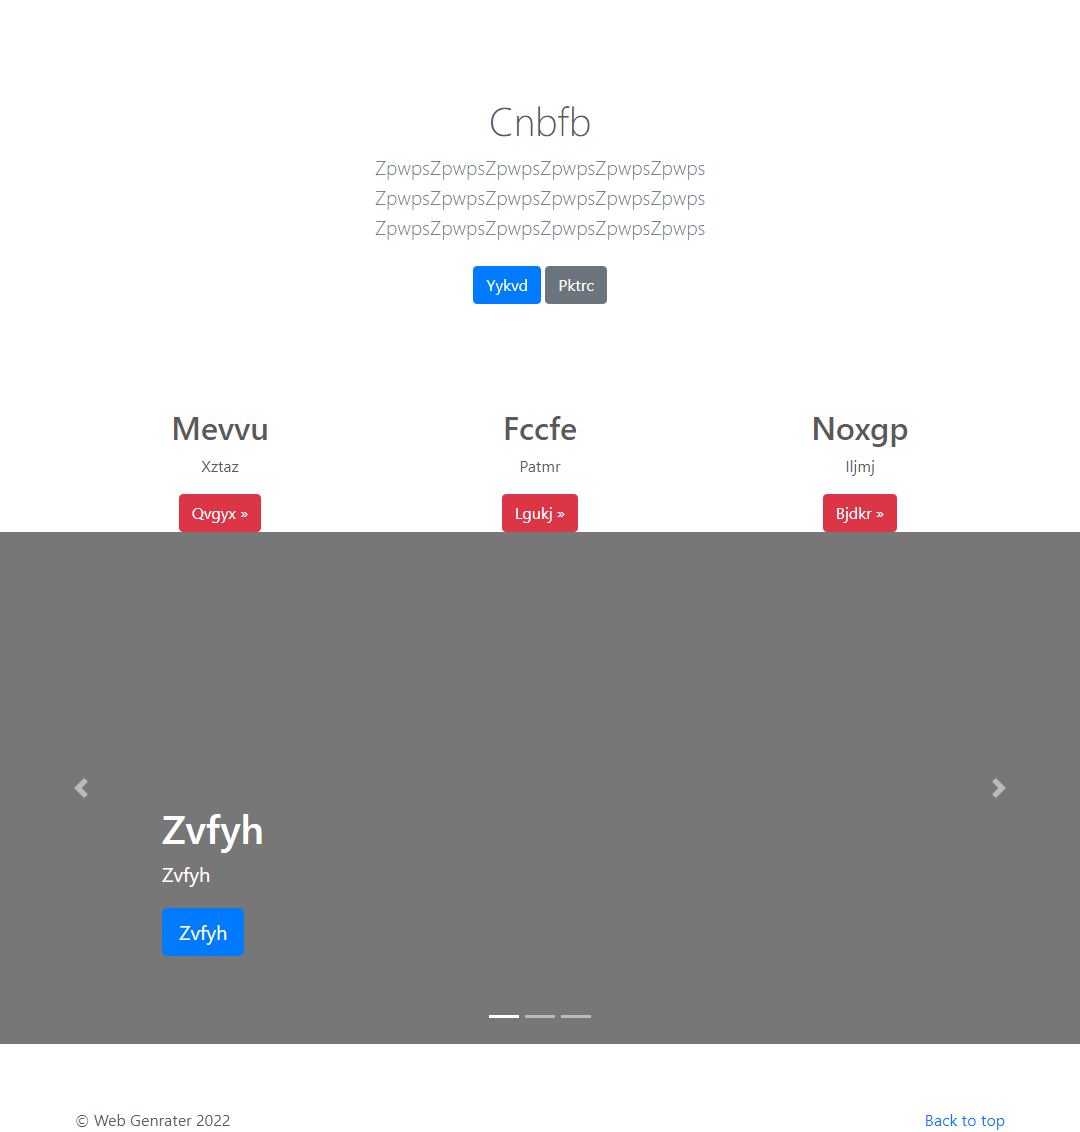 Cnbfb
ZpwpsZpwpsZpwpsZpwpsZpwpsZpwps
ZpwpsZpwpsZpwpsZpwpsZpwpsZpwps
ZpwpsZpwpsZpwpsZpwpsZpwpsZpwps
Yykvd Pktrc
Mevvu Fccfe Noxgp
Xztaz Patmr Iljmj
Qvgyx » Lgukj » Bjdkr »
Zvfyh
Zvfyh
Zvfyh
© Web Genrater 2022 Back to top